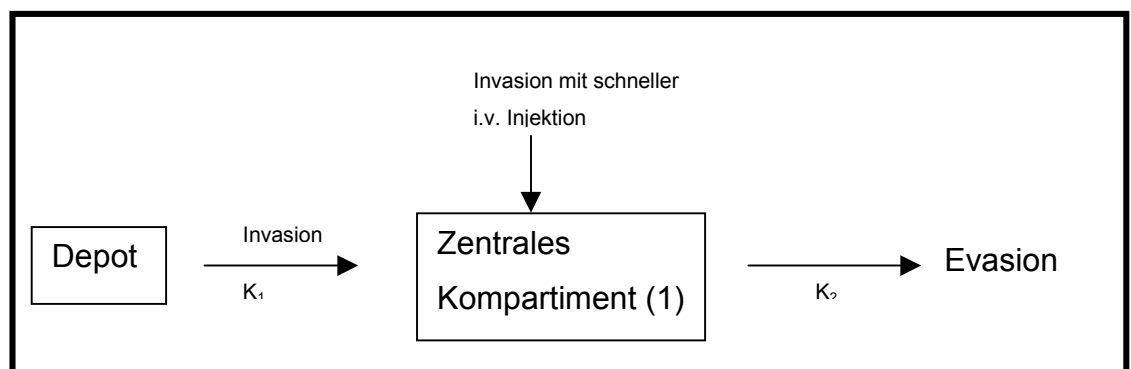 Invasion mit schneller
i.v. Injektion
Depot
Invasion
K₁
Zentrales
Kompartiment (1)
K₂
Evasion